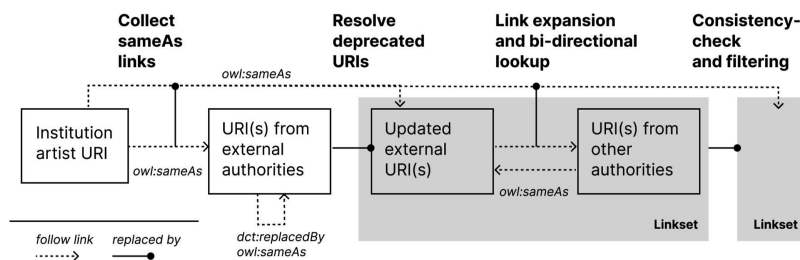 Collect
sameAs
links
Resolve
deprecated
URIs
Link expansion
and bi-directional
lookup
Consistency-
check
and filtering
owl:sameAs
Institution
artist URI
owl:sameAs
URI(s) from
external
authorities
Updated
external
URI(s)
URI(s) from
other
authorities
owl:sameAs
dct:replacedBy
owl:sameAs
Linkset
Linkset
follow link
replaced by